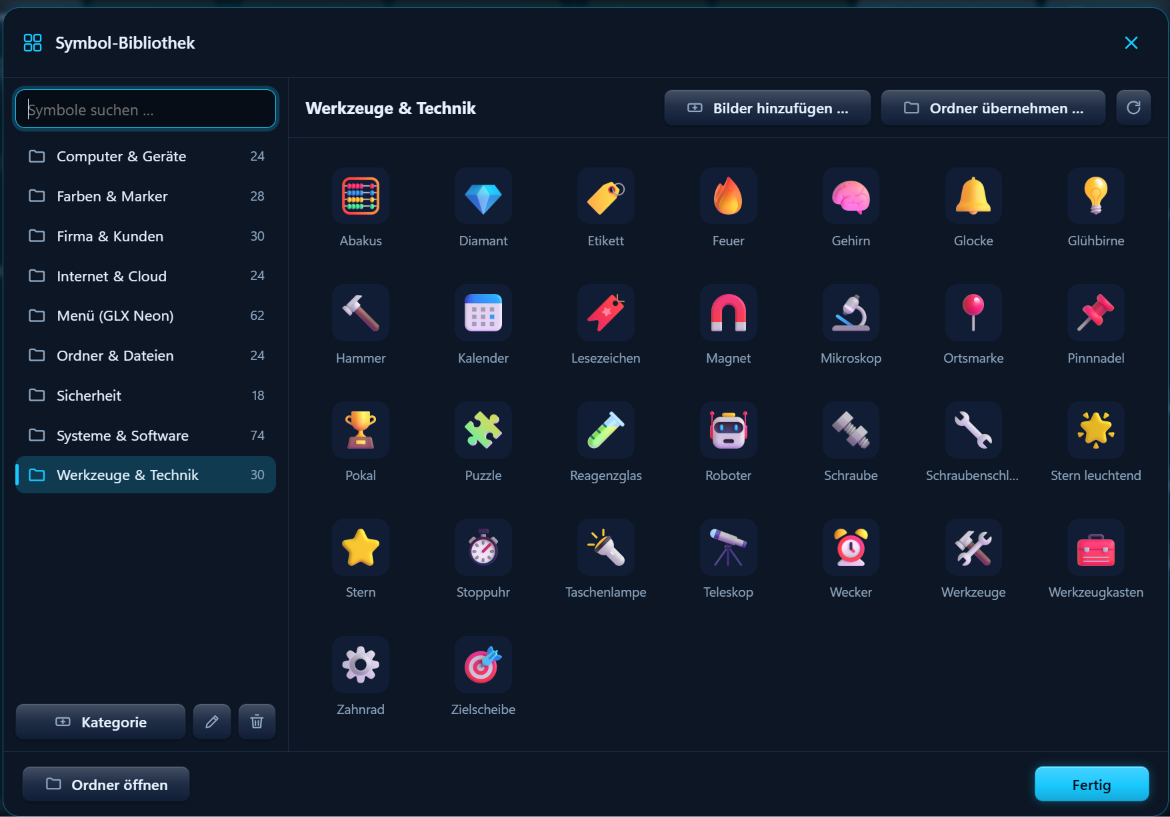 Symbol-Bibliothek
Symbole suchen ...
Computer & Geräte 24
Farben & Marker 28
Firma & Kunden 30
Internet & Cloud 24
Menü (GLX Neon) 62
Ordner & Dateien 24
Sicherheit 18
Systeme & Software 74
Werkzeuge & Technik 30
Kategorie
Werkzeuge & Technik
Bilder hinzufügen ...
Ordner übernehmen ...
Abakus Diamant Etikett Feuer Gehirn Glocke Glühbirne
Hammer Kalender Lesezeichen Magnet Mikroskop Ortsmarke Pinnnadel
Pokal Puzzle Reagenzglas Roboter Schraube Schraubenschl... Stern leuchtend
Stern Stoppuhr Taschenlampe Teleskop Wecker Werkzeuge Werkzeugkasten
Zahnrad Zielscheibe
Ordner öffnen
Fertig